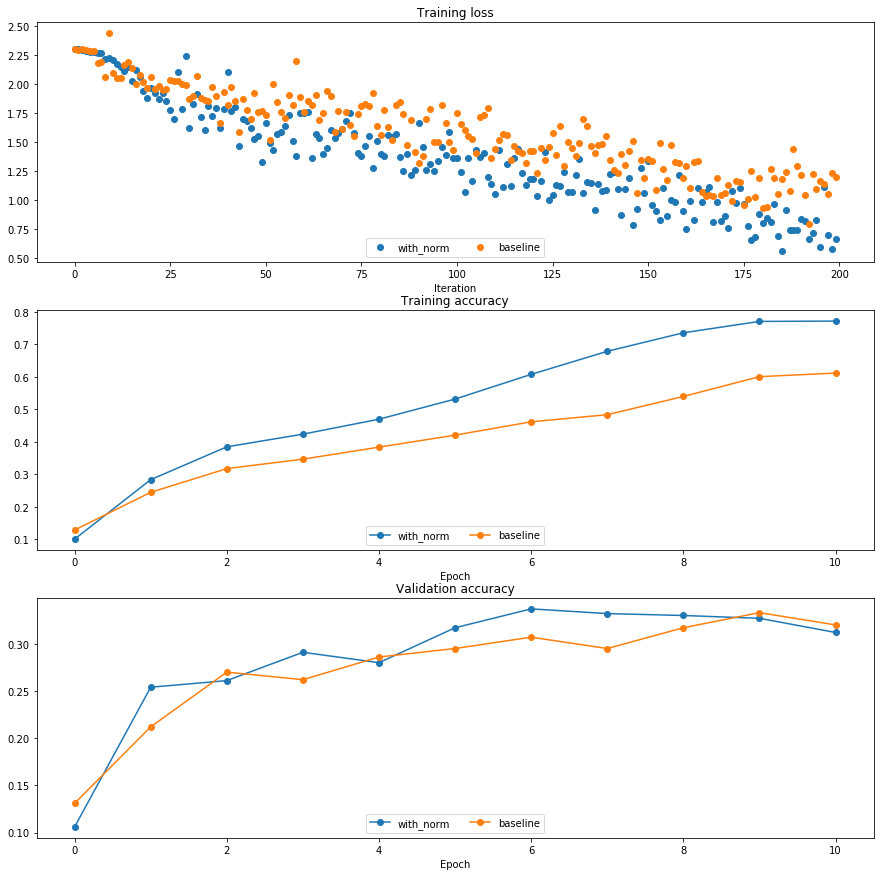 Training loss
2.50
2.25
2.00
1.75
1.50
1.25
1.00
0.75
0.50
with_norm baseline
0 25 50 75 100 125 150 175 200
Iteration
Training accuracy
0.8
0.7
0.6
0.5
0.4
0.3
0.2
0.1
with_norm baseline
0 2 4 6 8 10
Epoch
Validation accuracy
0.30
0.25
0.20
0.15
0.10
with_norm baseline
0 2 4 6 8 10
Epoch